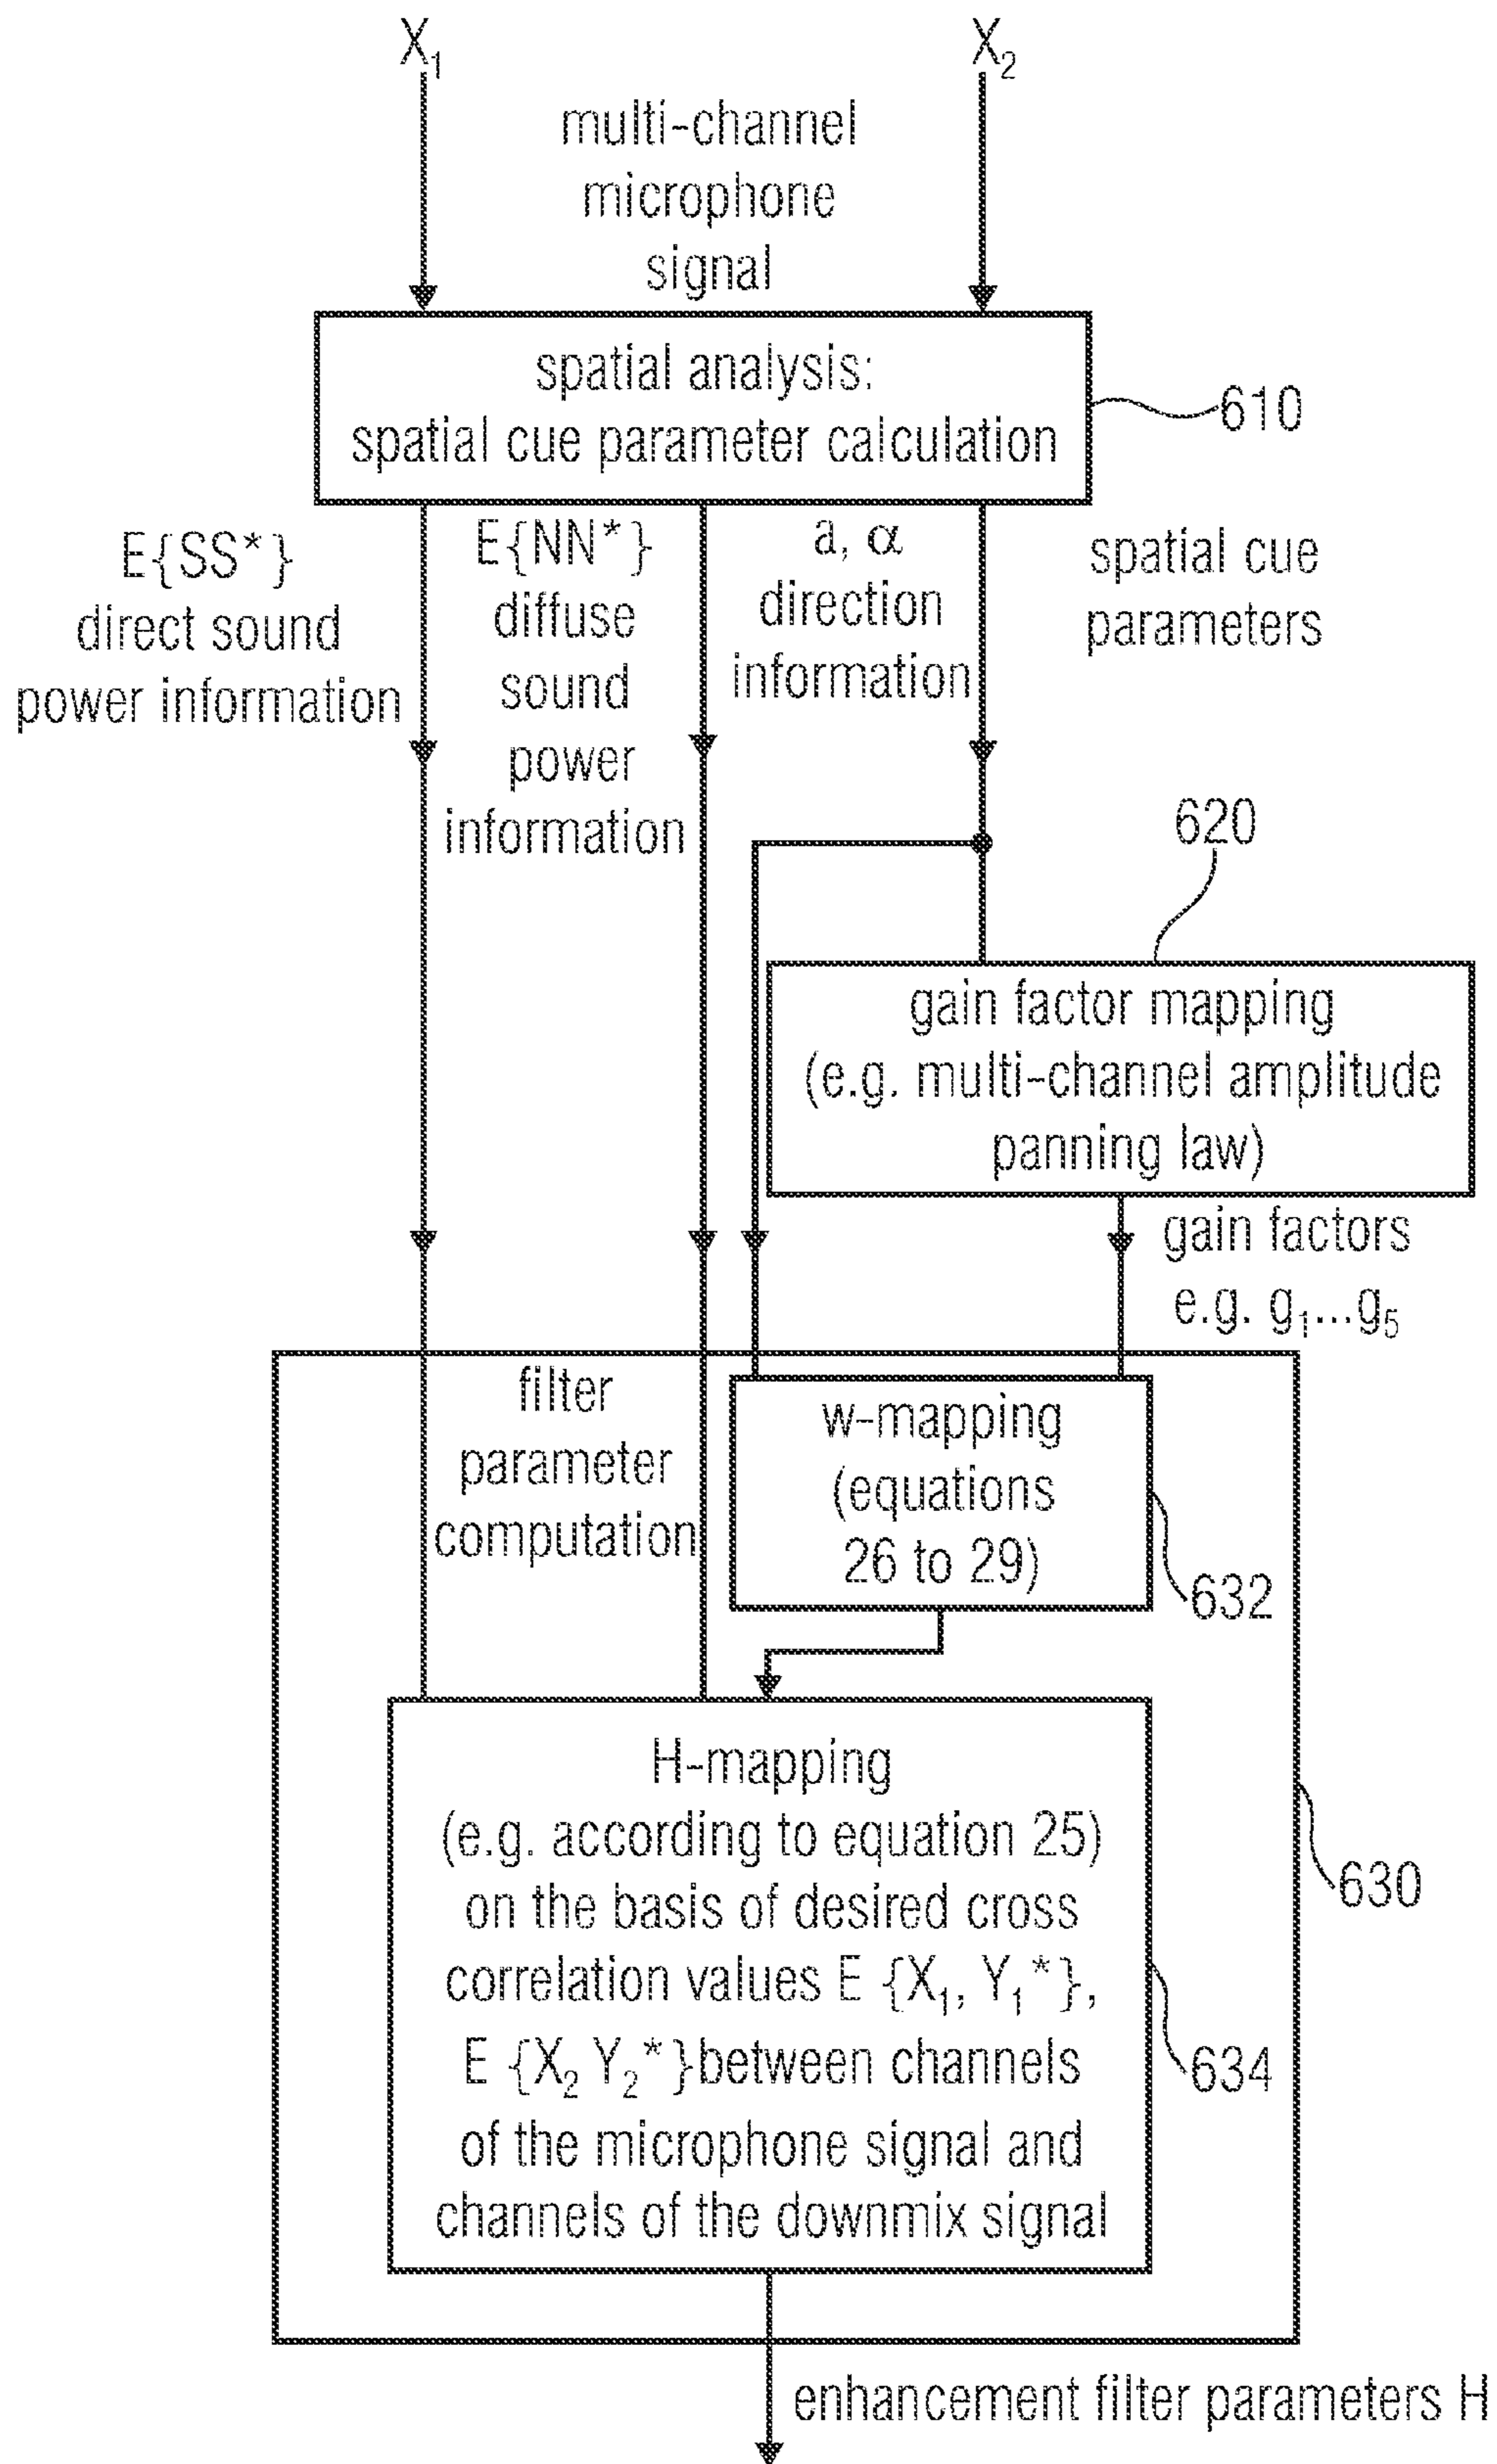 X1
X2
multi-channel
microphone
signal
spatial analysis:
spatial cue parameter calculation
610
E{SS*}
direct sound
power information
E{NN*}
diffuse
sound
power
information
a, α
direction
information
spatial cue
parameters
620
gain factor mapping
(e.g. multi-channel amplitude
panning law)
gain factors
e.g. g1...g5
filter
parameter
computation
w-mapping
(equations
26 to 29)
632
H-mapping
(e.g. according to equation 25)
on the basis of desired cross
correlation values E {X1, Y1*},
E {X2 Y2*}between channels
of the microphone signal and
channels of the downmix signal
630
634
enhancement filter parameters H